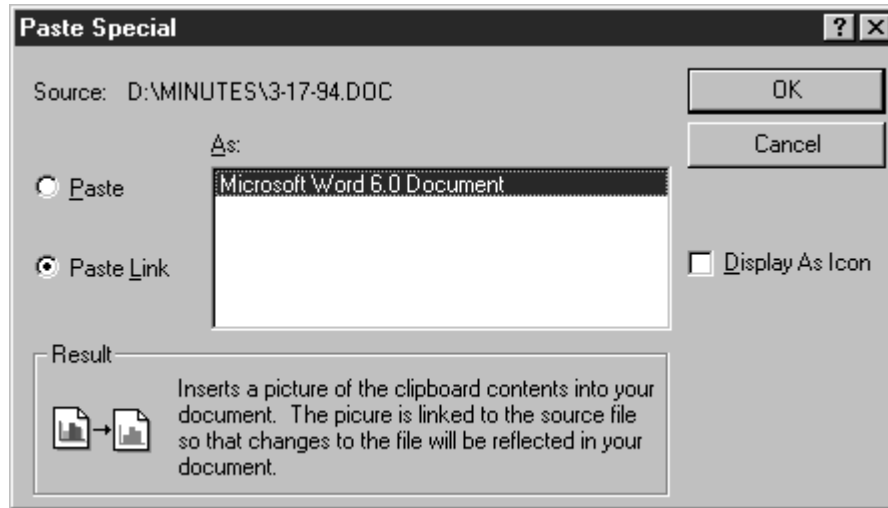 Paste Special
Source: D:\MINUTES\3-17-94.DOC
OK
As:
Cancel
Paste
Microsoft Word 6.0 Document
Paste Link
Display As Icon
Result
Inserts a picture of the clipboard contents into your
document. The picure is linked to the source file
so that changes to the file will be reflected in your
document.